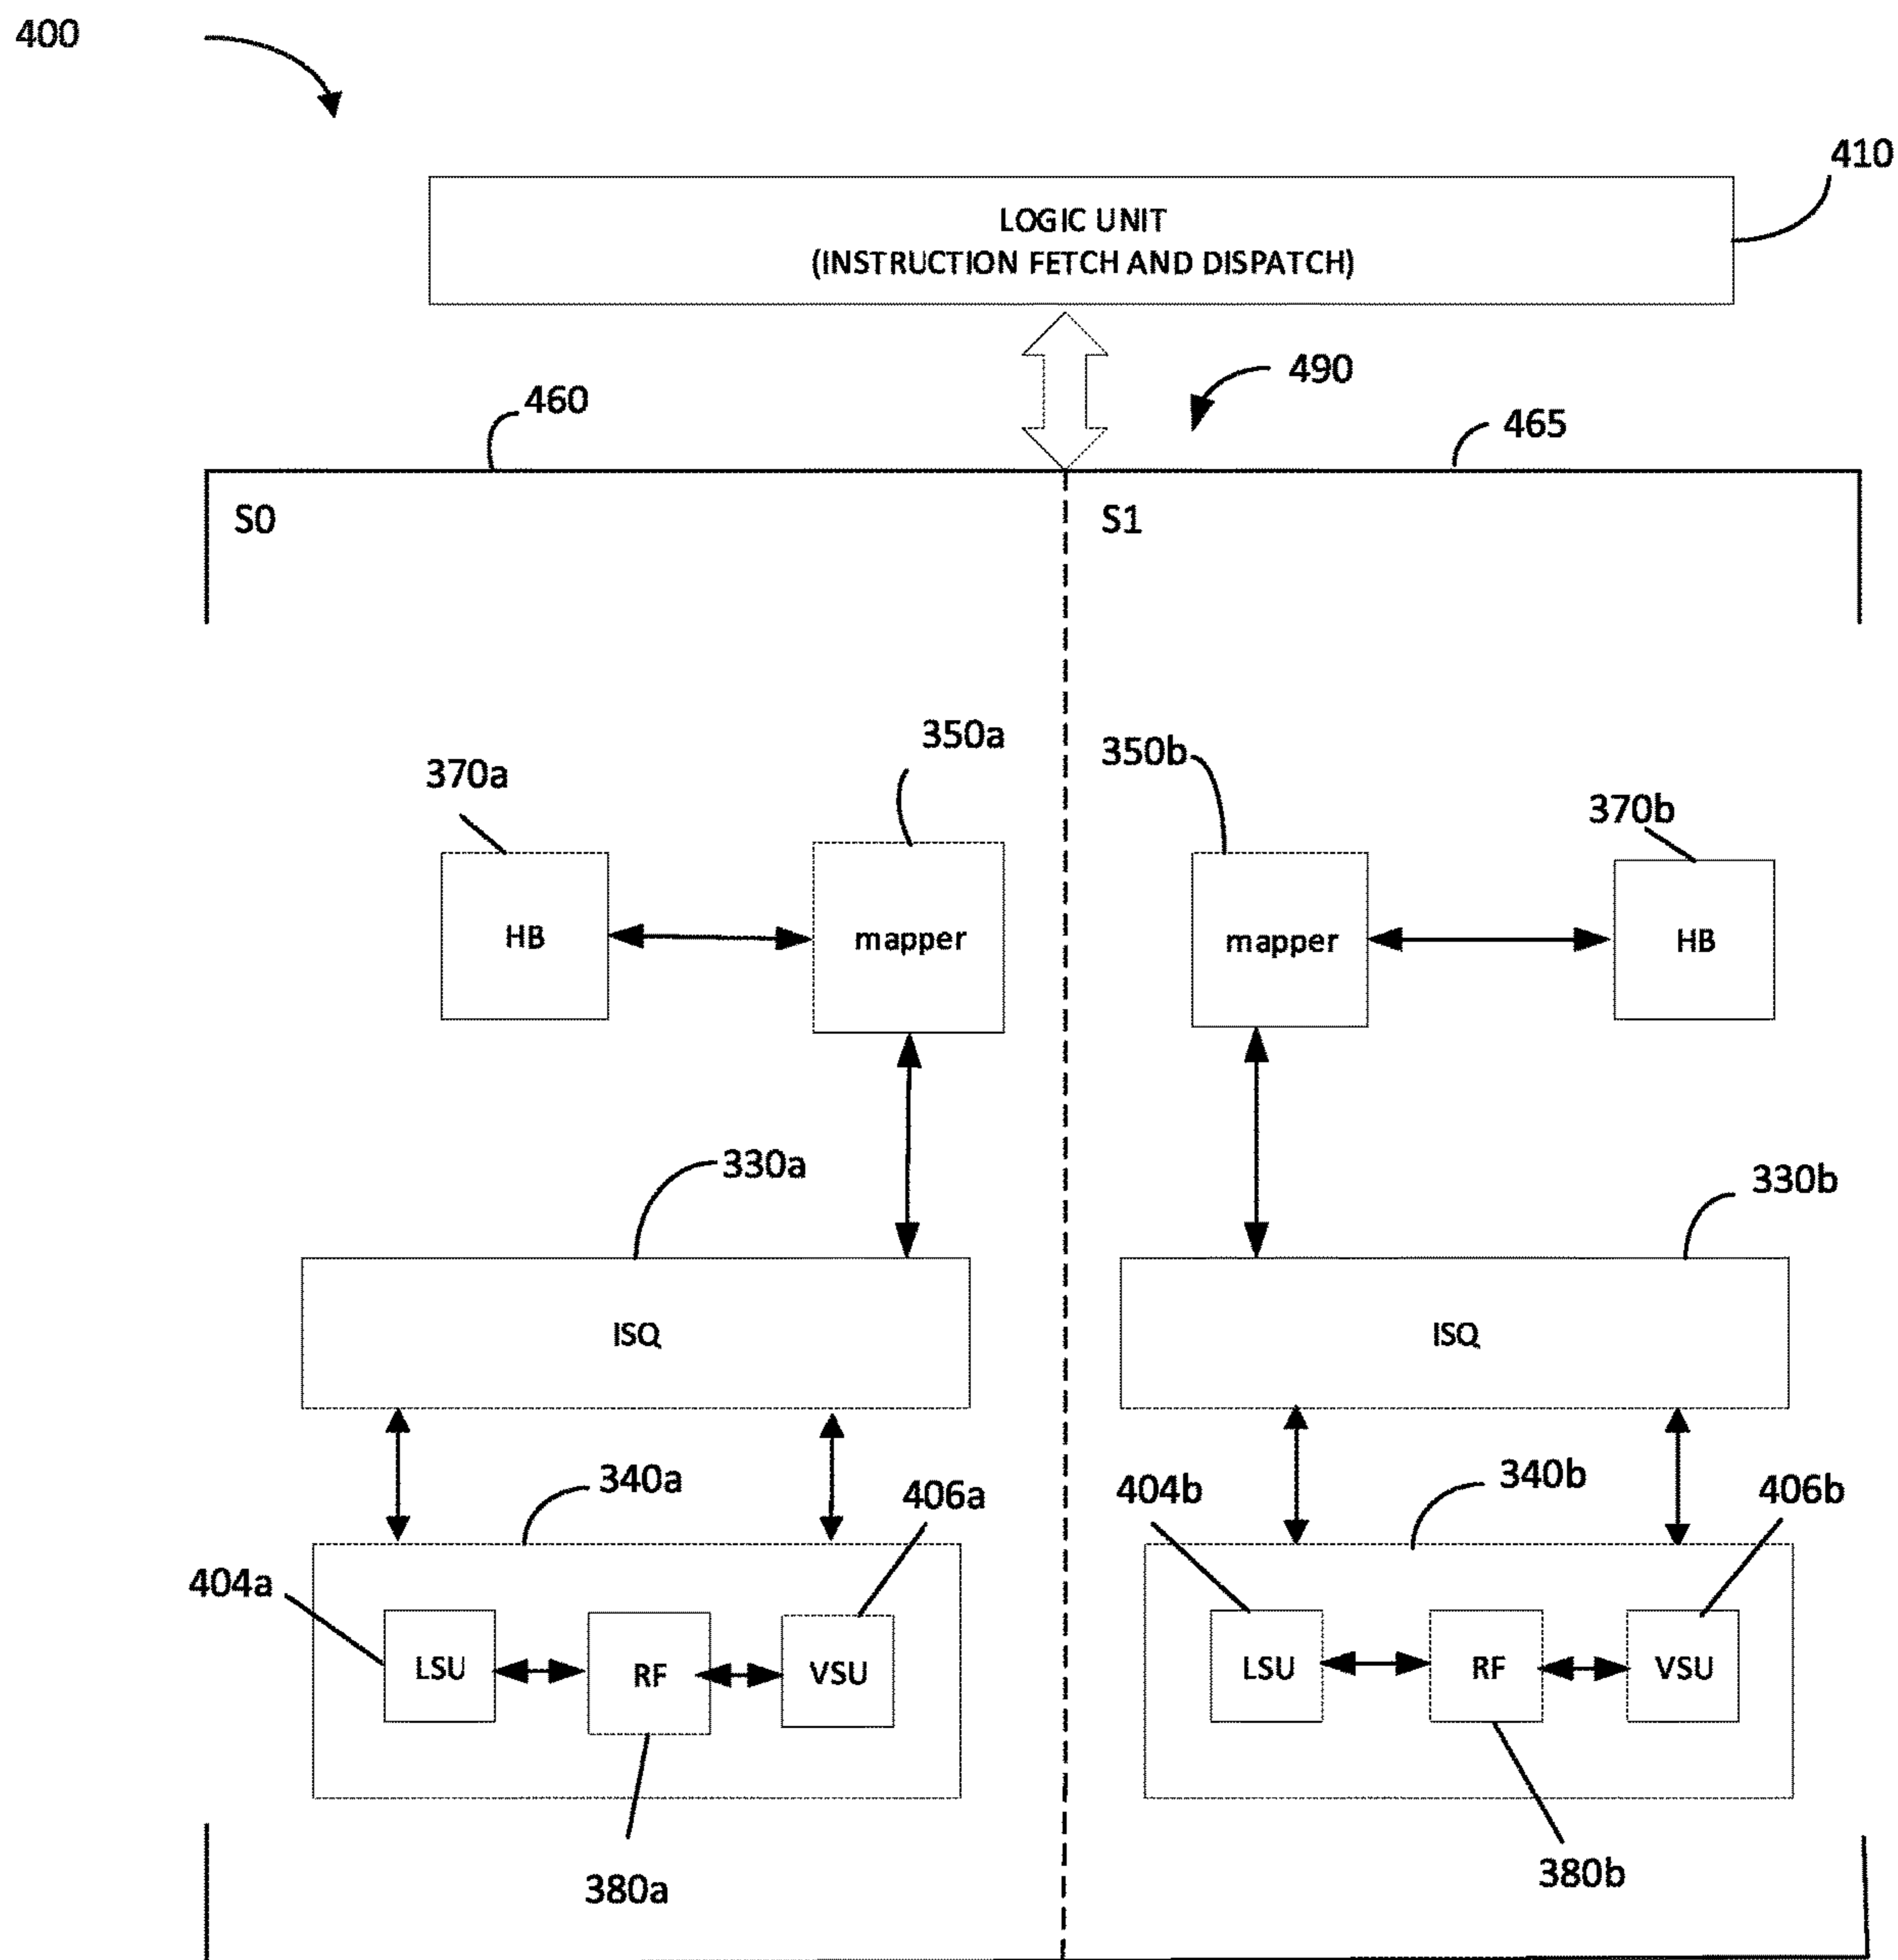 400
410
LOGIC UNIT
(INSTRUCTION FETCH AND DISPATCH)
490
460
465
S0
S1
350a
350b
370a
370b
HB
mapper
mapper
HB
330a
330b
ISQ
ISQ
340a
340b
406a
404b
406b
404a
LSU
RF
VSU
LSU
RF
VSU
380a
380b